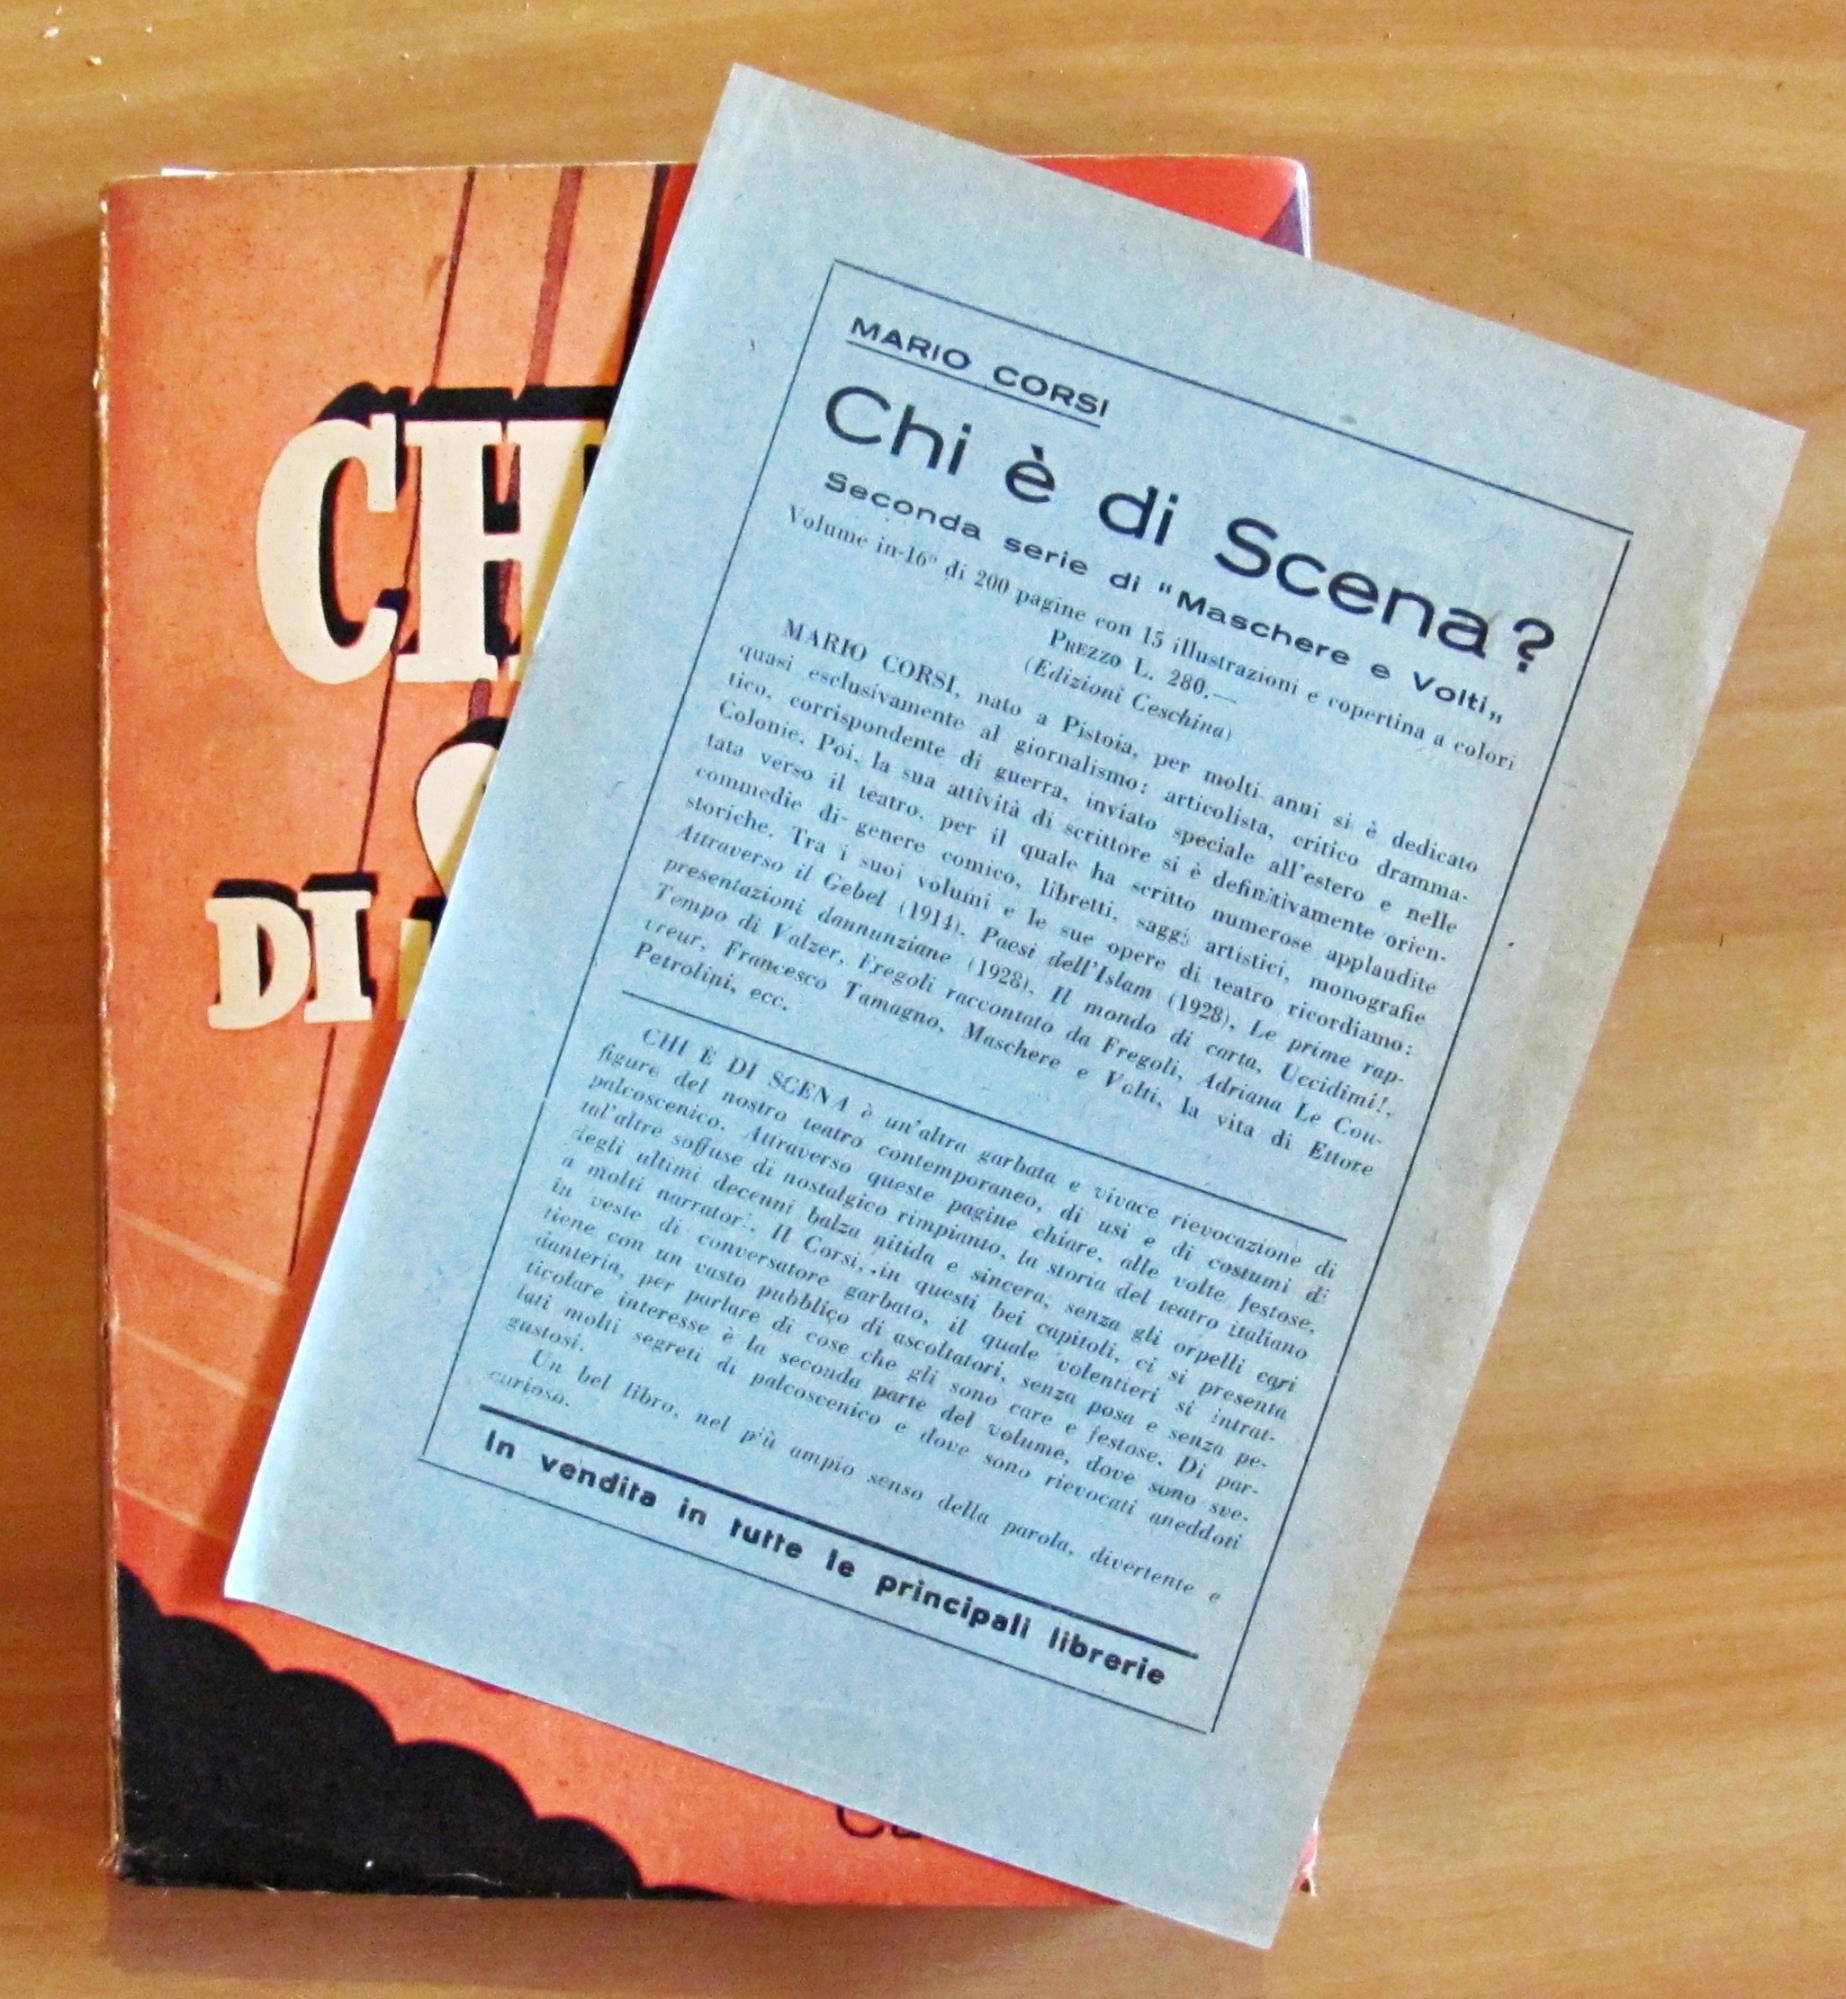 CH
DI
MARIO CORSI
Chi è di Scena?
Seconda serie di "Maschere e Volti„
Volume in-16° di 200 pagine con 15 illustrazioni e copertina a colori
PREZZO L. 280.—
(Edizioni Ceschina)
MARIO CORSI, nato a Pistoia, per molti anni si è dedicato
quasi esclusivamente al giornalismo: articolista, critico dramma-
tico, corrispondente di guerra, inviato speciale all'estero e nelle
Colonie. Poi, la sua attività di scrittore si è definitivamente orien-
tata verso il teatro, per il quale ha scritto numerose applaudite
commedie di- genere comico, libretti, saggi artistici, monografie
storiche. Tra i suoi volumi e le sue opere di teatro ricordiamo:
Attraverso il Gebel (1914), Paesi dell'Islam (1928), Le prime rap-
presentazioni dannunziane (1928), Il mondo di carta, Uccidimi!,
Tempo di Valzer, Fregoli raccontato da Fregoli, Adriana Le Cou-
vreur, Francesco Tamagno, Maschere e Volti, la vita di Ettore
Petrolini, ecc.
CHI È DI SCENA è un'altra garbata e vivace rievocazione di
figure del nostro teatro contemporaneo, di usi e di costumi di
palcoscenico. Attraverso queste pagine chiare, alle volte festose,
tal'altre soffuse di nostalgico rimpianto, la storia del teatro italiano
degli ultimi decenni balza nitida e sincera, senza gli orpelli cari
a molti narratori. Il Corsi, in questi bei capitoli, ci si presenta
in veste di conversatore garbato, il quale volentieri si intrat-
tiene con un vasto pubblico di ascoltatori, senza posa e senza pe-
danteria, per parlare di cose che gli sono care e festose. Di par-
ticolare interesse è la seconda parte del volume, dove sono sve-
lati molti segreti di palcoscenico e dove sono rievocati aneddoti
gustosi.
Un bel libro, nel più ampio senso della parola, divertente e
curioso.
In vendita in tutte le principali librerie